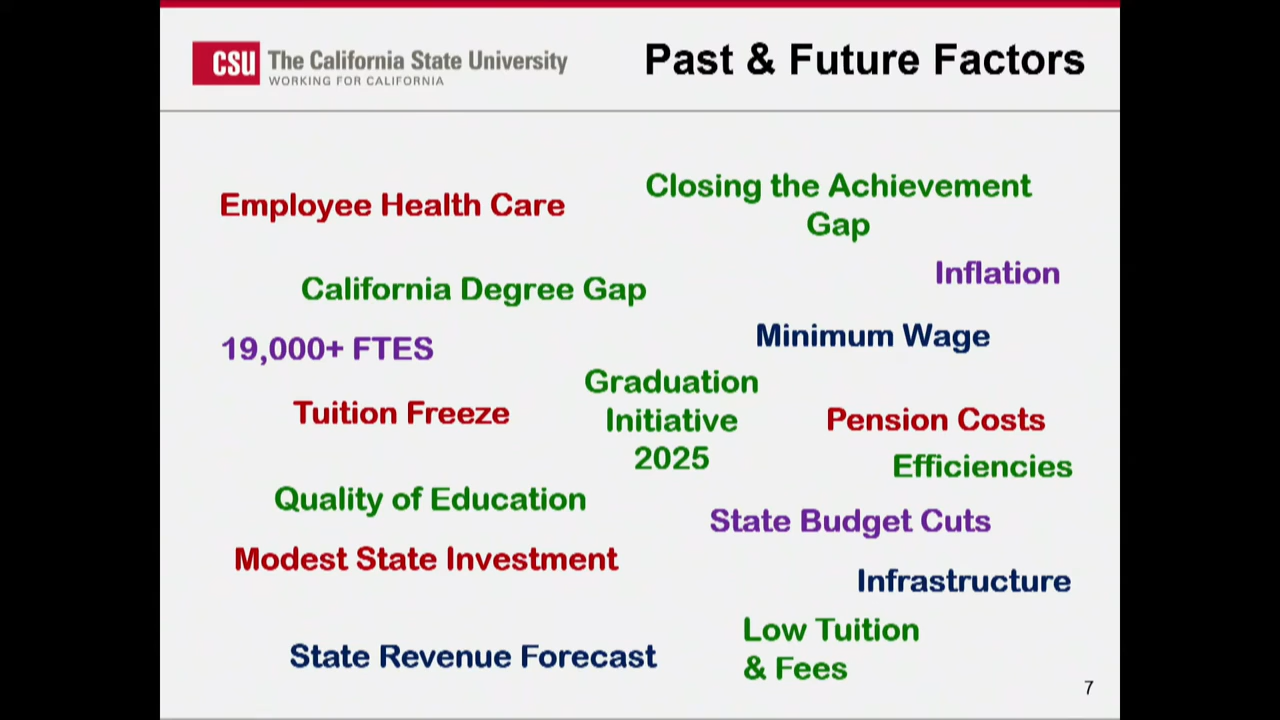 CSU The California State University
WORKING FOR CALIFORNIA
Past & Future Factors
Employee Health Care
Closing the Achievement
Gap
Inflation
California Degree Gap
Minimum Wage
19,000+ FTES
Graduation
Initiative
2025
Tuition Freeze
Pension Costs
Efficiencies
Quality of Education
State Budget Cuts
Modest State Investment
Infrastructure
Low Tuition
& Fees
State Revenue Forecast
7